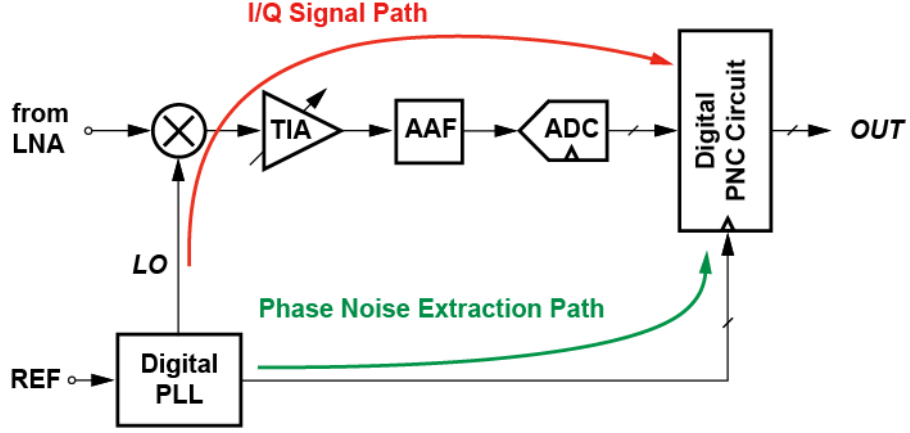 I/Q Signal Path
from
LNA
TIA
AAF
ADC
Digital
PNC Circuit
OUT
LO
Phase Noise Extraction Path
REF
Digital
PLL